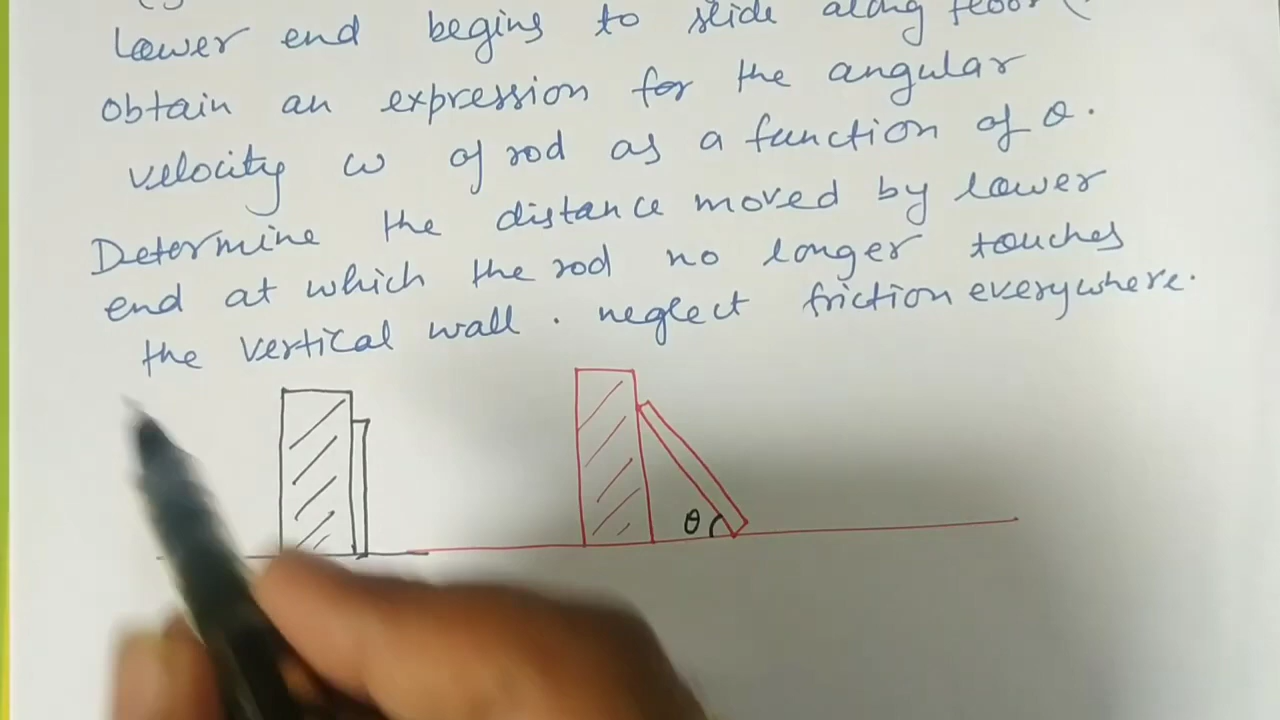 lower end begins to slide along floor
obtain an expression for the angular
velocity ω of rod as a function of θ.
Determine the distance moved by lower
end at which the rod no longer touches
the vertical wall. neglect friction everywhere.
θ